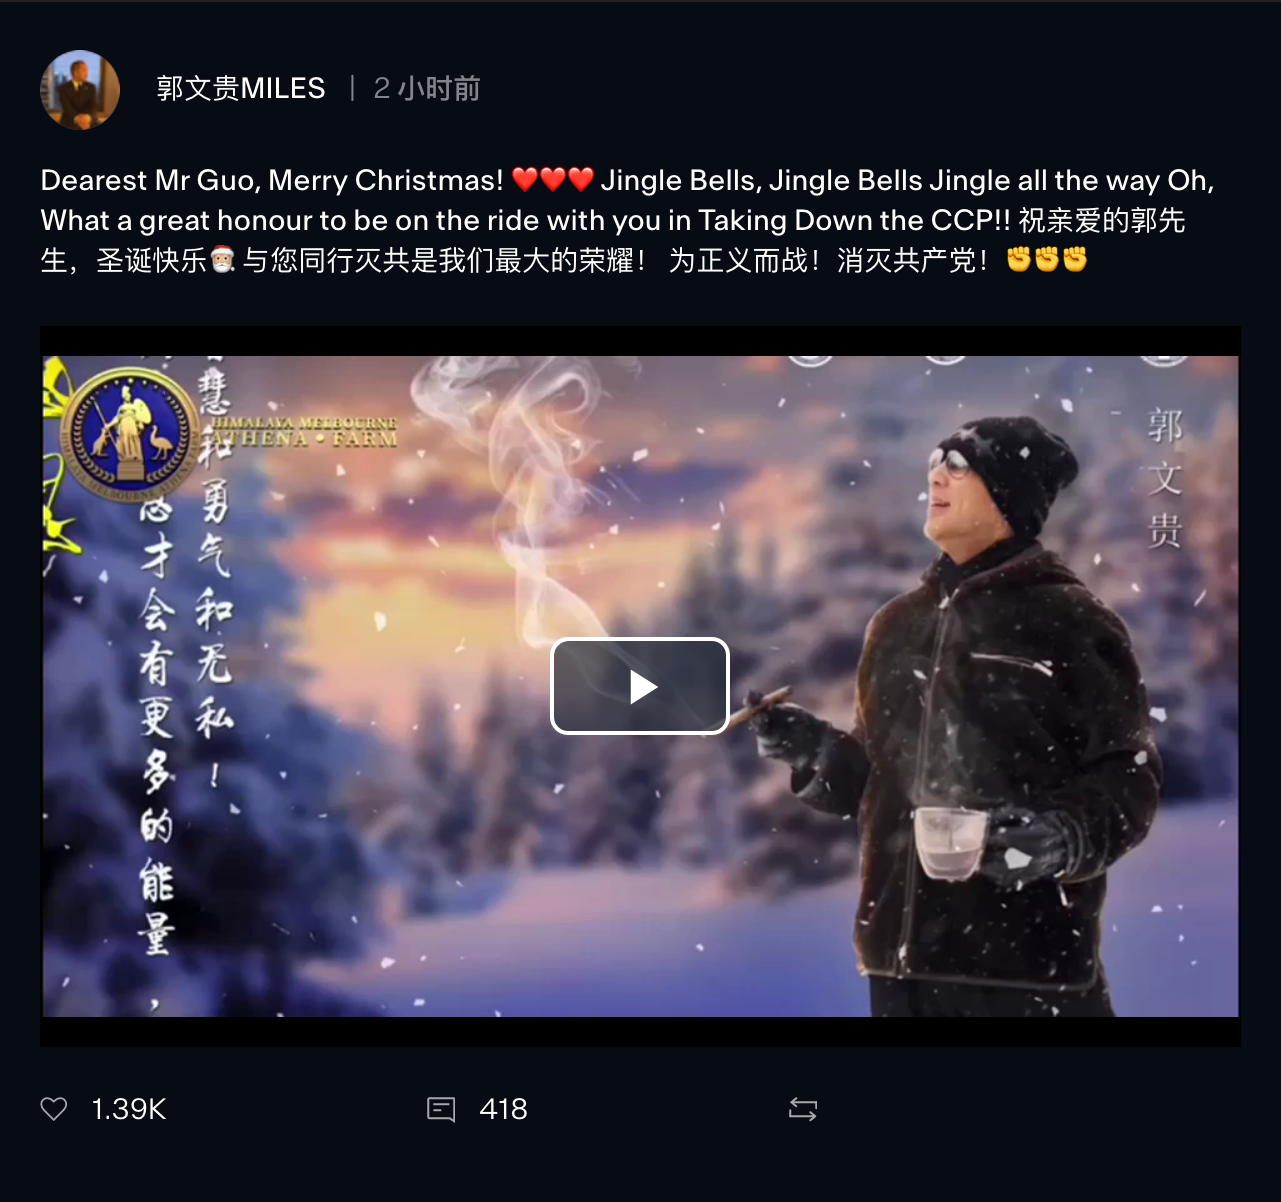 郭文贵MILES | 2 小时前
Dearest Mr Guo, Merry Christmas! ❤️❤️❤️ Jingle Bells, Jingle Bells Jingle all the way Oh,
What a great honour to be on the ride with you in Taking Down the CCP!! 祝亲爱的郭先
生，圣诞快乐🎅🏻 与您同行灭共是我们最大的荣耀！ 为正义而战！消灭共产党！✊✊✊
HIMALAYA MELBOURNE
ATHENA • FARM
郭文贵
慧和勇气和无私！
才会有更多的能量，
1.39K
418